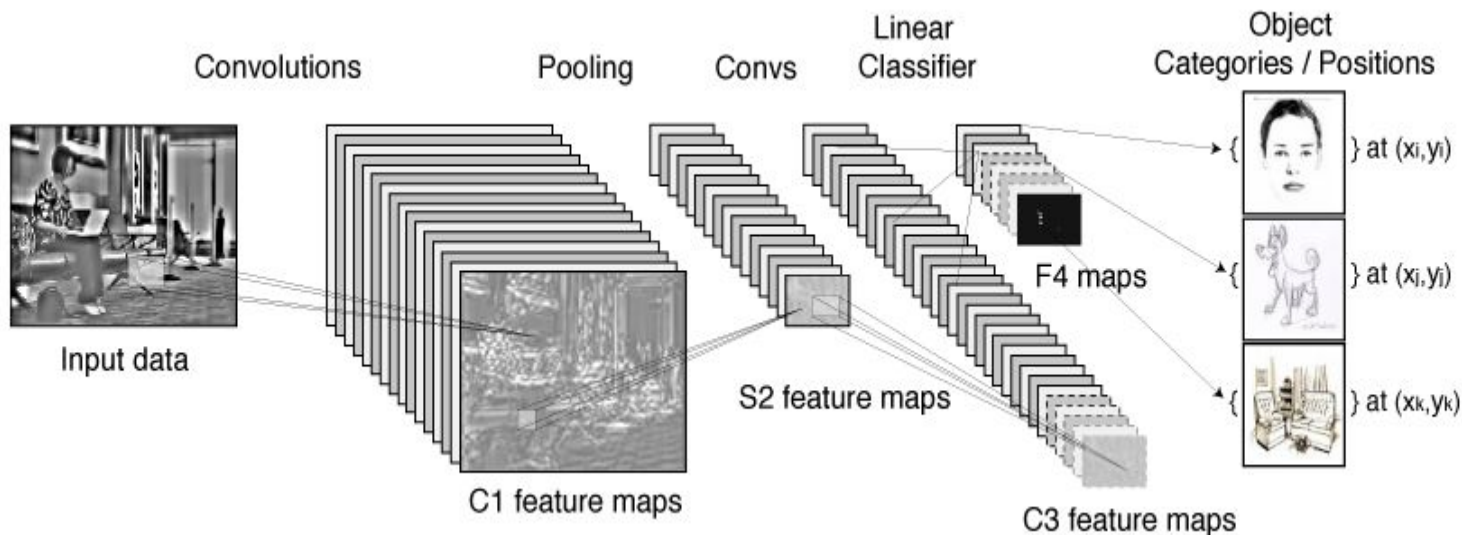 Convolutions
Pooling
Convs
Linear
Classifier
Object
Categories / Positions
{ } at (xi,yi)
{ } at (xj,yj)
{ } at (xk,yk)
Input data
C1 feature maps
S2 feature maps
C3 feature maps
F4 maps